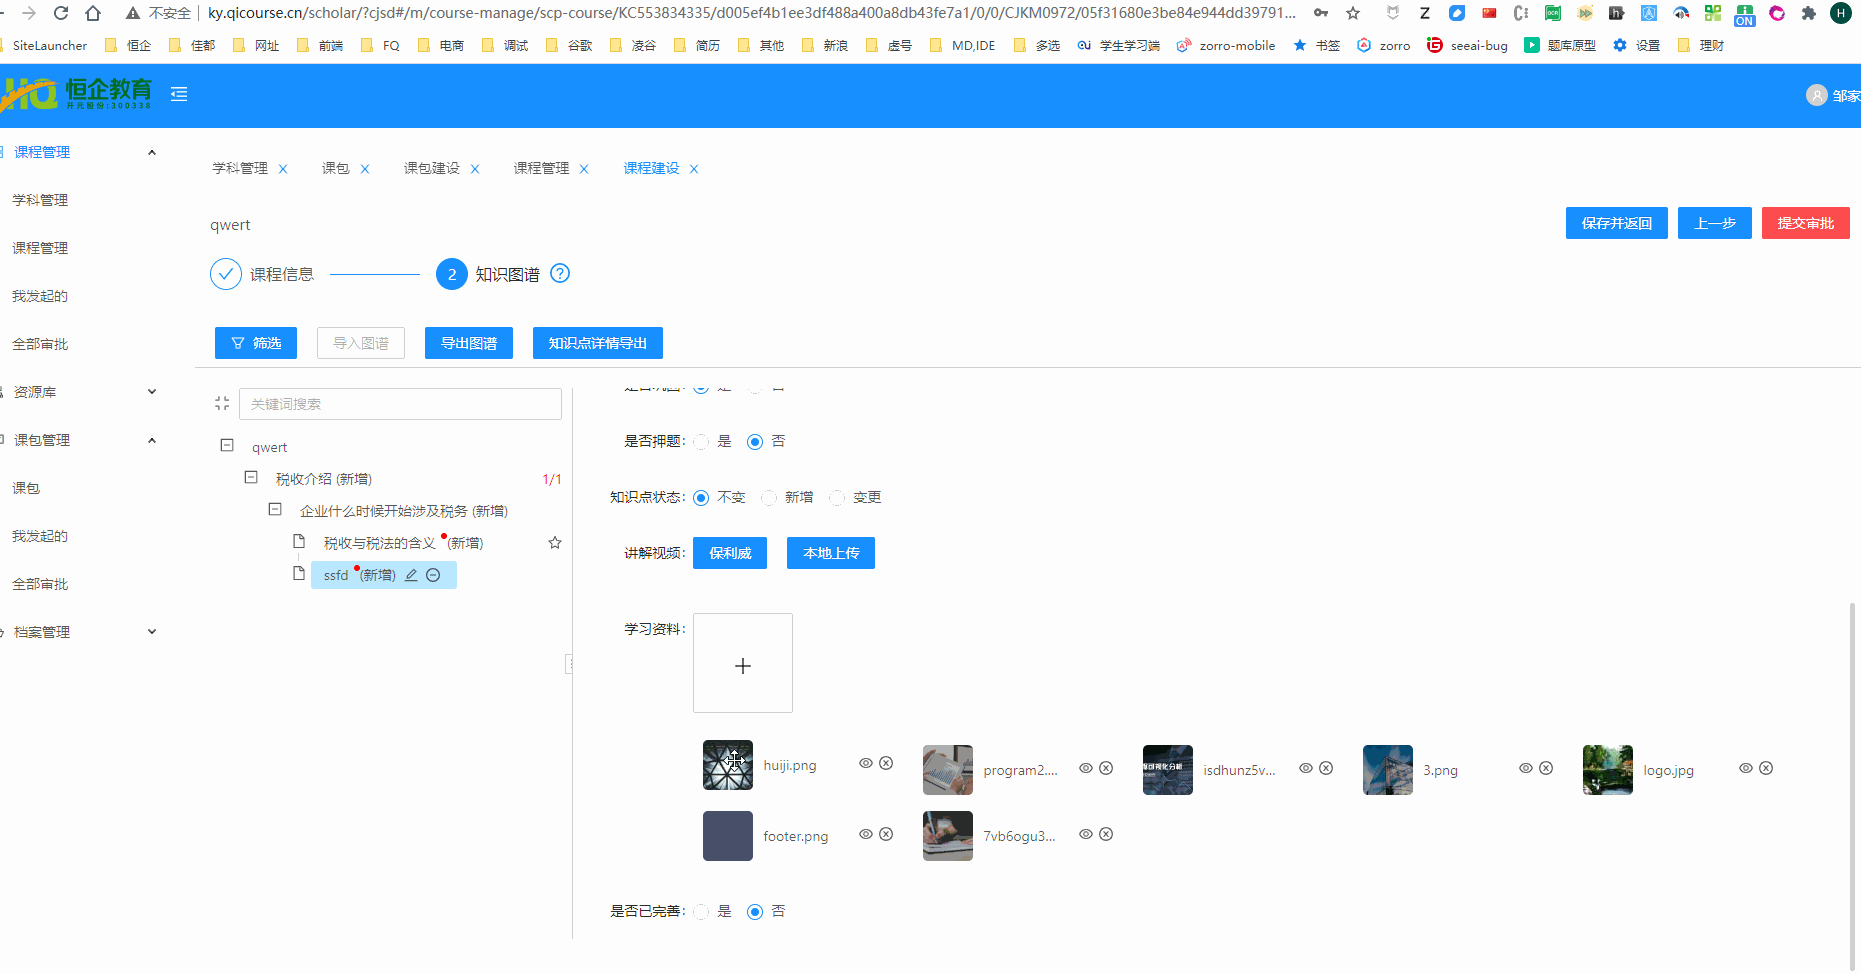 不安全 ky.qicourse.cn/scholar/?cjsd#/m/course-manage/scp-course/KC553834335/d005ef4b1ee3df488a400a8db43fe7a1/0/0/CJKM0972/05f31680e3be84e944dd39791... Z ON H
SiteLauncher 恒企 佳都 网址 前端 FQ 电商 调试 谷歌 凌谷 简历 其他 新浪 虚号 MD,IDE 多选 学生学习端 zorro-mobile 书签 zorro seeai-bug 题库原型 设置 理财
HQ 恒企教育
开元股份:300338
邹家
课程管理
学科管理
课程管理
我发起的
全部审批
资源库
课包管理
课包
我发起的
全部审批
档案管理
学科管理 课包 课包建设 课程管理 课程建设
qwert
保存并返回 上一步 提交审批
课程信息 2 知识图谱 ?
筛选 导入图谱 导出图谱 知识点详情导出
关键词搜索
qwert
税收介绍 (新增) 1/1
企业什么时候开始涉及税务 (新增)
税收与税法的含义 (新增)
ssfd (新增)
是否押题: 是 否
知识点状态: 不变 新增 变更
讲解视频: 保利威 本地上传
学习资料:
huiji.png program2.... isdhunz5v... 3.png logo.jpg
footer.png 7vb6ogu3...
是否已完善: 是 否